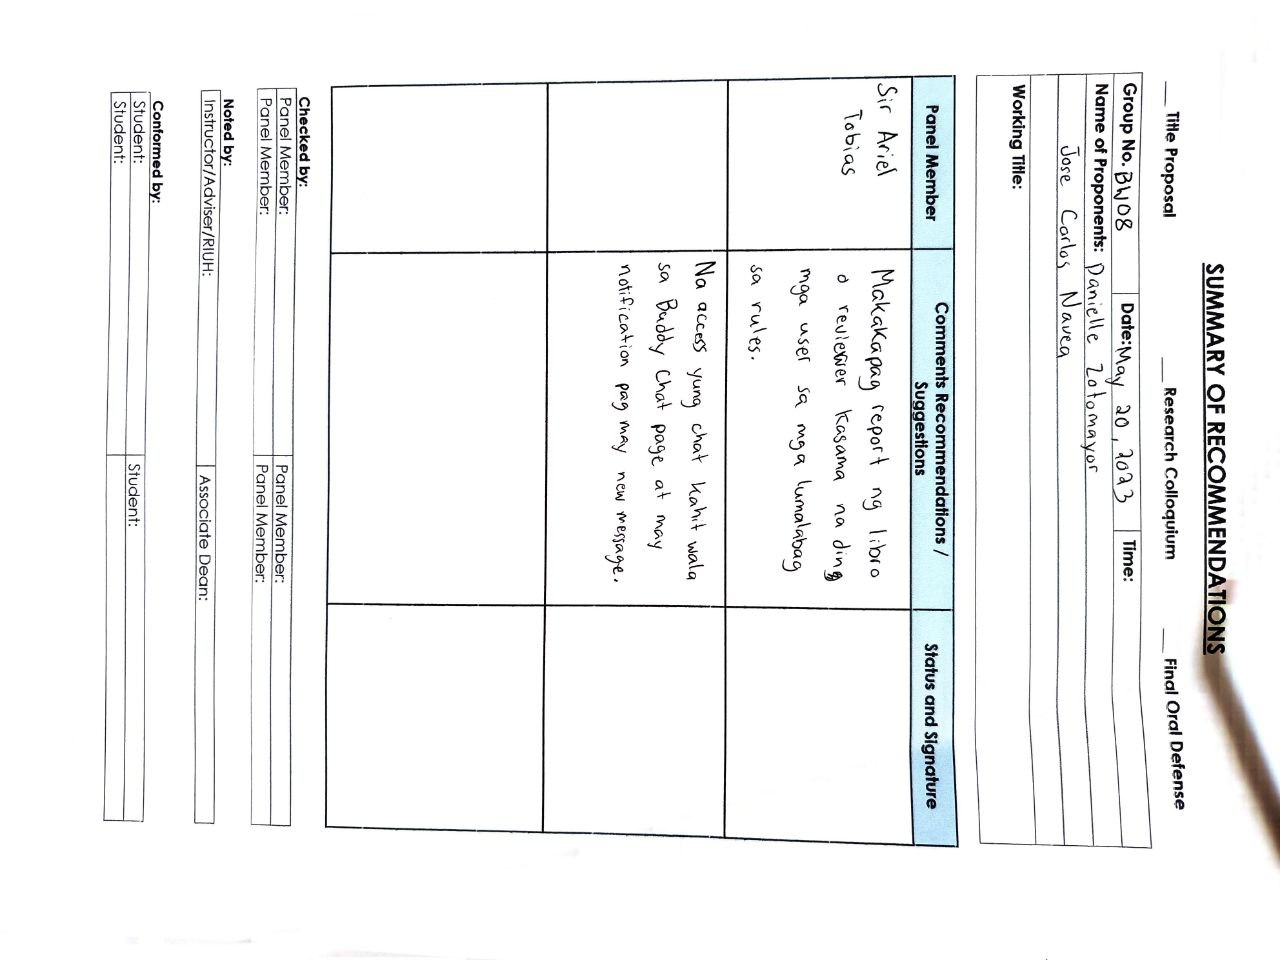 SUMMARY OF RECOMMENDATIONS
__ Title Proposal __ Research Colloquium __ Final Oral Defense
Group No. BW08 Date: May 20, 2023 Time:
Name of Proponents: Danielle Zotomayor
Jose Carlos Navea
Working Title:
Panel Member Comments Recommendations / Suggestions Status and Signature
Sir Ariel
Tobias
Makakapag report ng libro
o reviewer kasama na din
mga user sa mga lumalabag
sa rules.
Na access yung chat kahit wala
sa Buddy Chat page at may
notification pag may new message.
Checked by:
Panel Member: Panel Member:
Panel Member: Panel Member:
Noted by:
Instructor/Adviser/RIUH: Associate Dean:
Conformed by:
Student: Student:
Student: